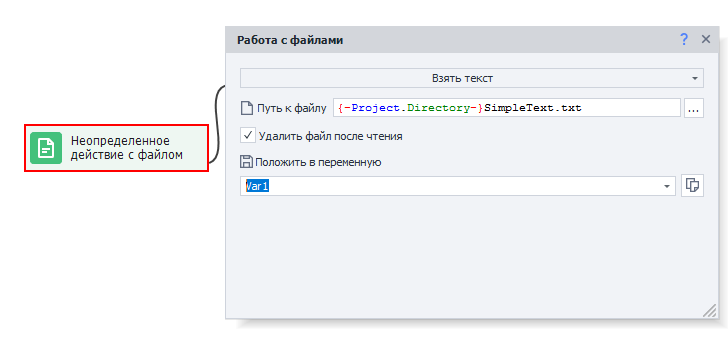 Работа с файлами
?
Взять текст
Путь к файлу {-Project.Directory-}SimpleText.txt ...
Удалить файл после чтения
Положить в переменную
Var1
Неопределенное
действие с файлом